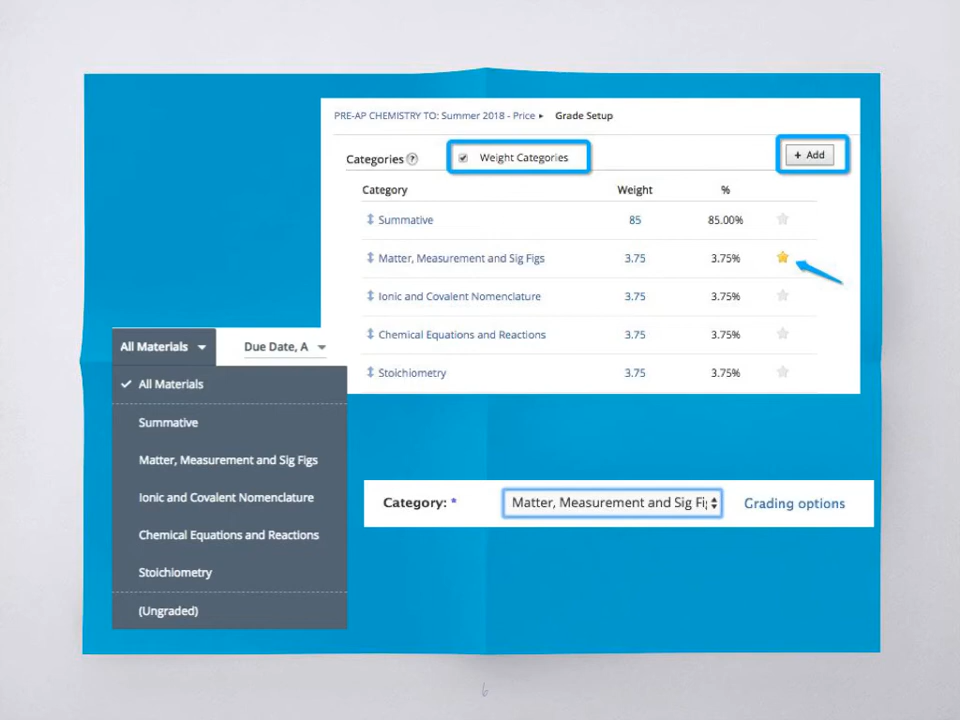 PRE-AP CHEMISTRY TO: Summer 2018 - Price ▸ Grade Setup
Categories ? Weight Categories + Add
Category Weight %
Summative 85 85.00%
Matter, Measurement and Sig Figs 3.75 3.75%
Ionic and Covalent Nomenclature 3.75 3.75%
Chemical Equations and Reactions 3.75 3.75%
Stoichiometry 3.75 3.75%
All Materials Due Date, A
All Materials
Summative
Matter, Measurement and Sig Figs
Ionic and Covalent Nomenclature
Chemical Equations and Reactions
Stoichiometry
(Ungraded)
Category: * Matter, Measurement and Sig Fi Grading options
6